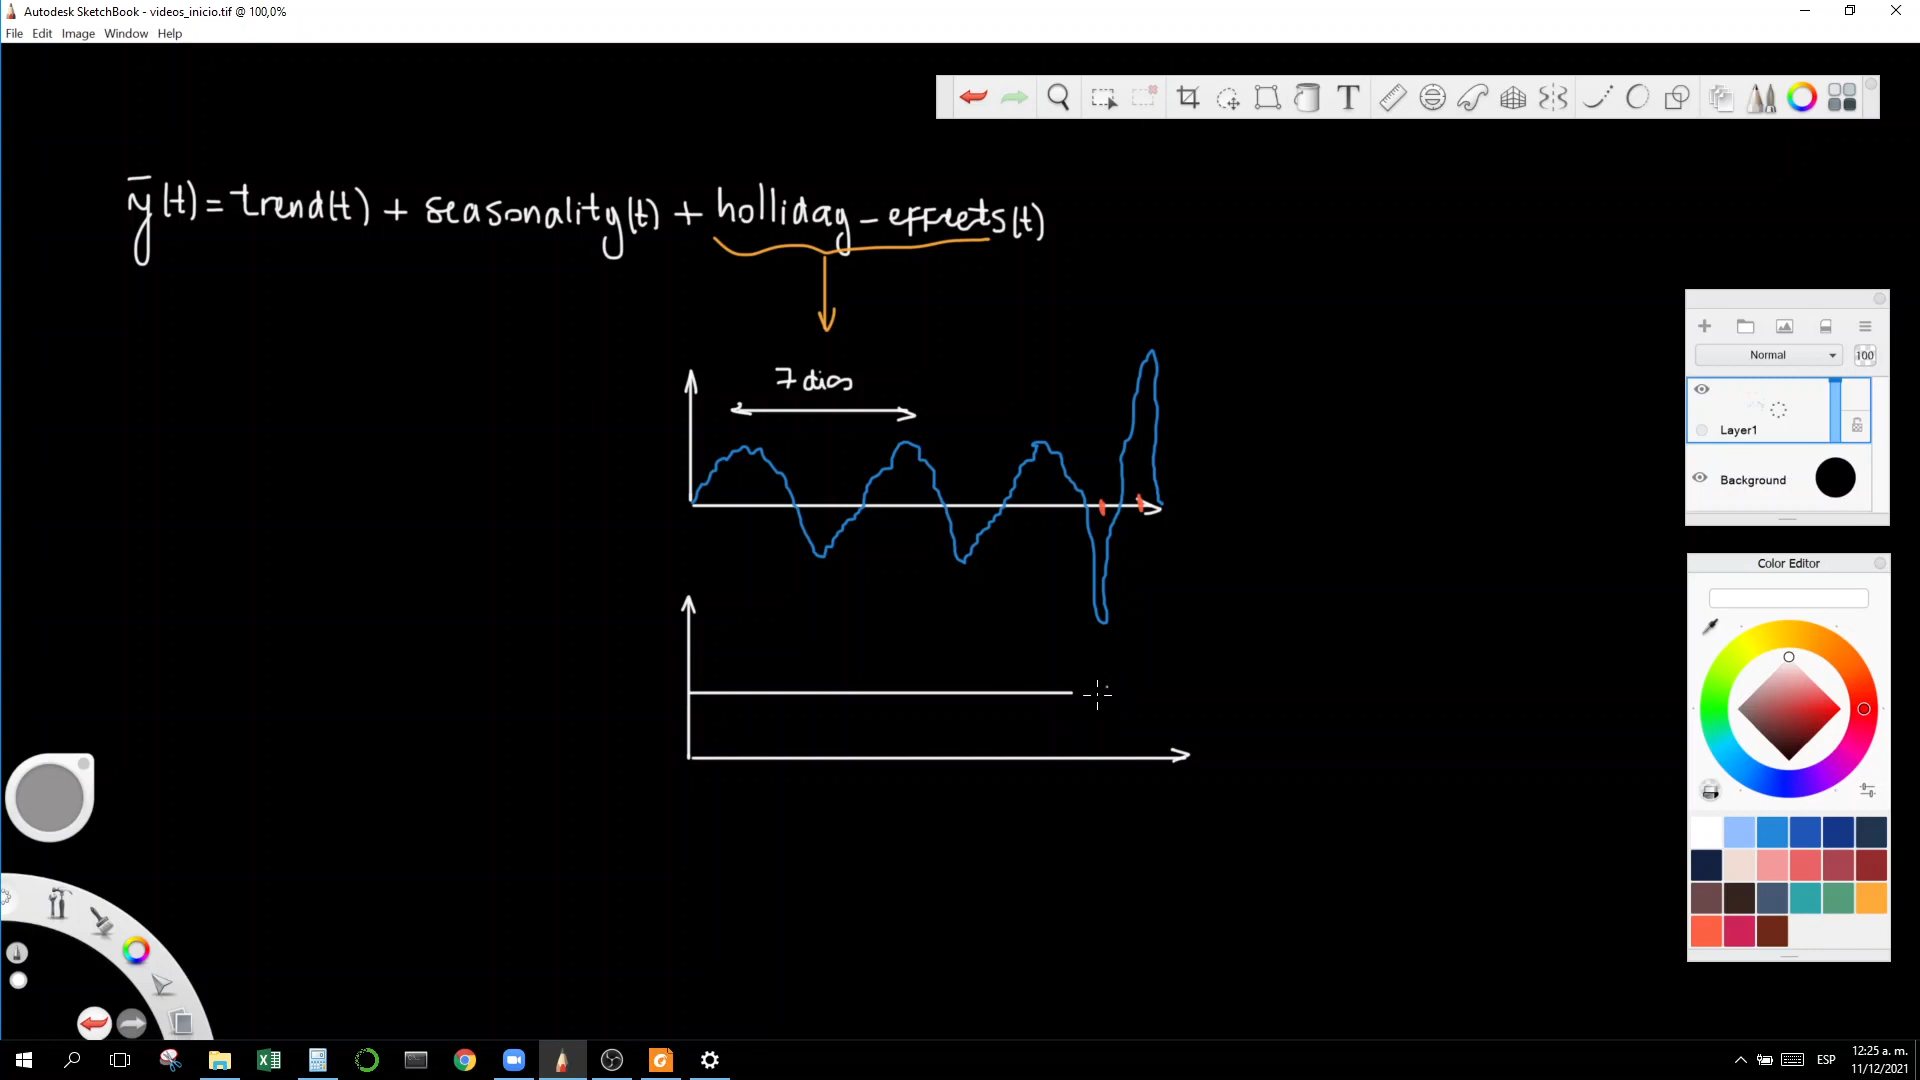 Autodesk SketchBook - videos_inicio.tif @ 100,0%
File Edit Image Window Help
ȳ(t) = trend(t) + seasonality(t) + holliday - effects(t)
7 dias
Normal
100
Layer1
Background
Color Editor
ESP
12:25 a. m.
11/12/2021